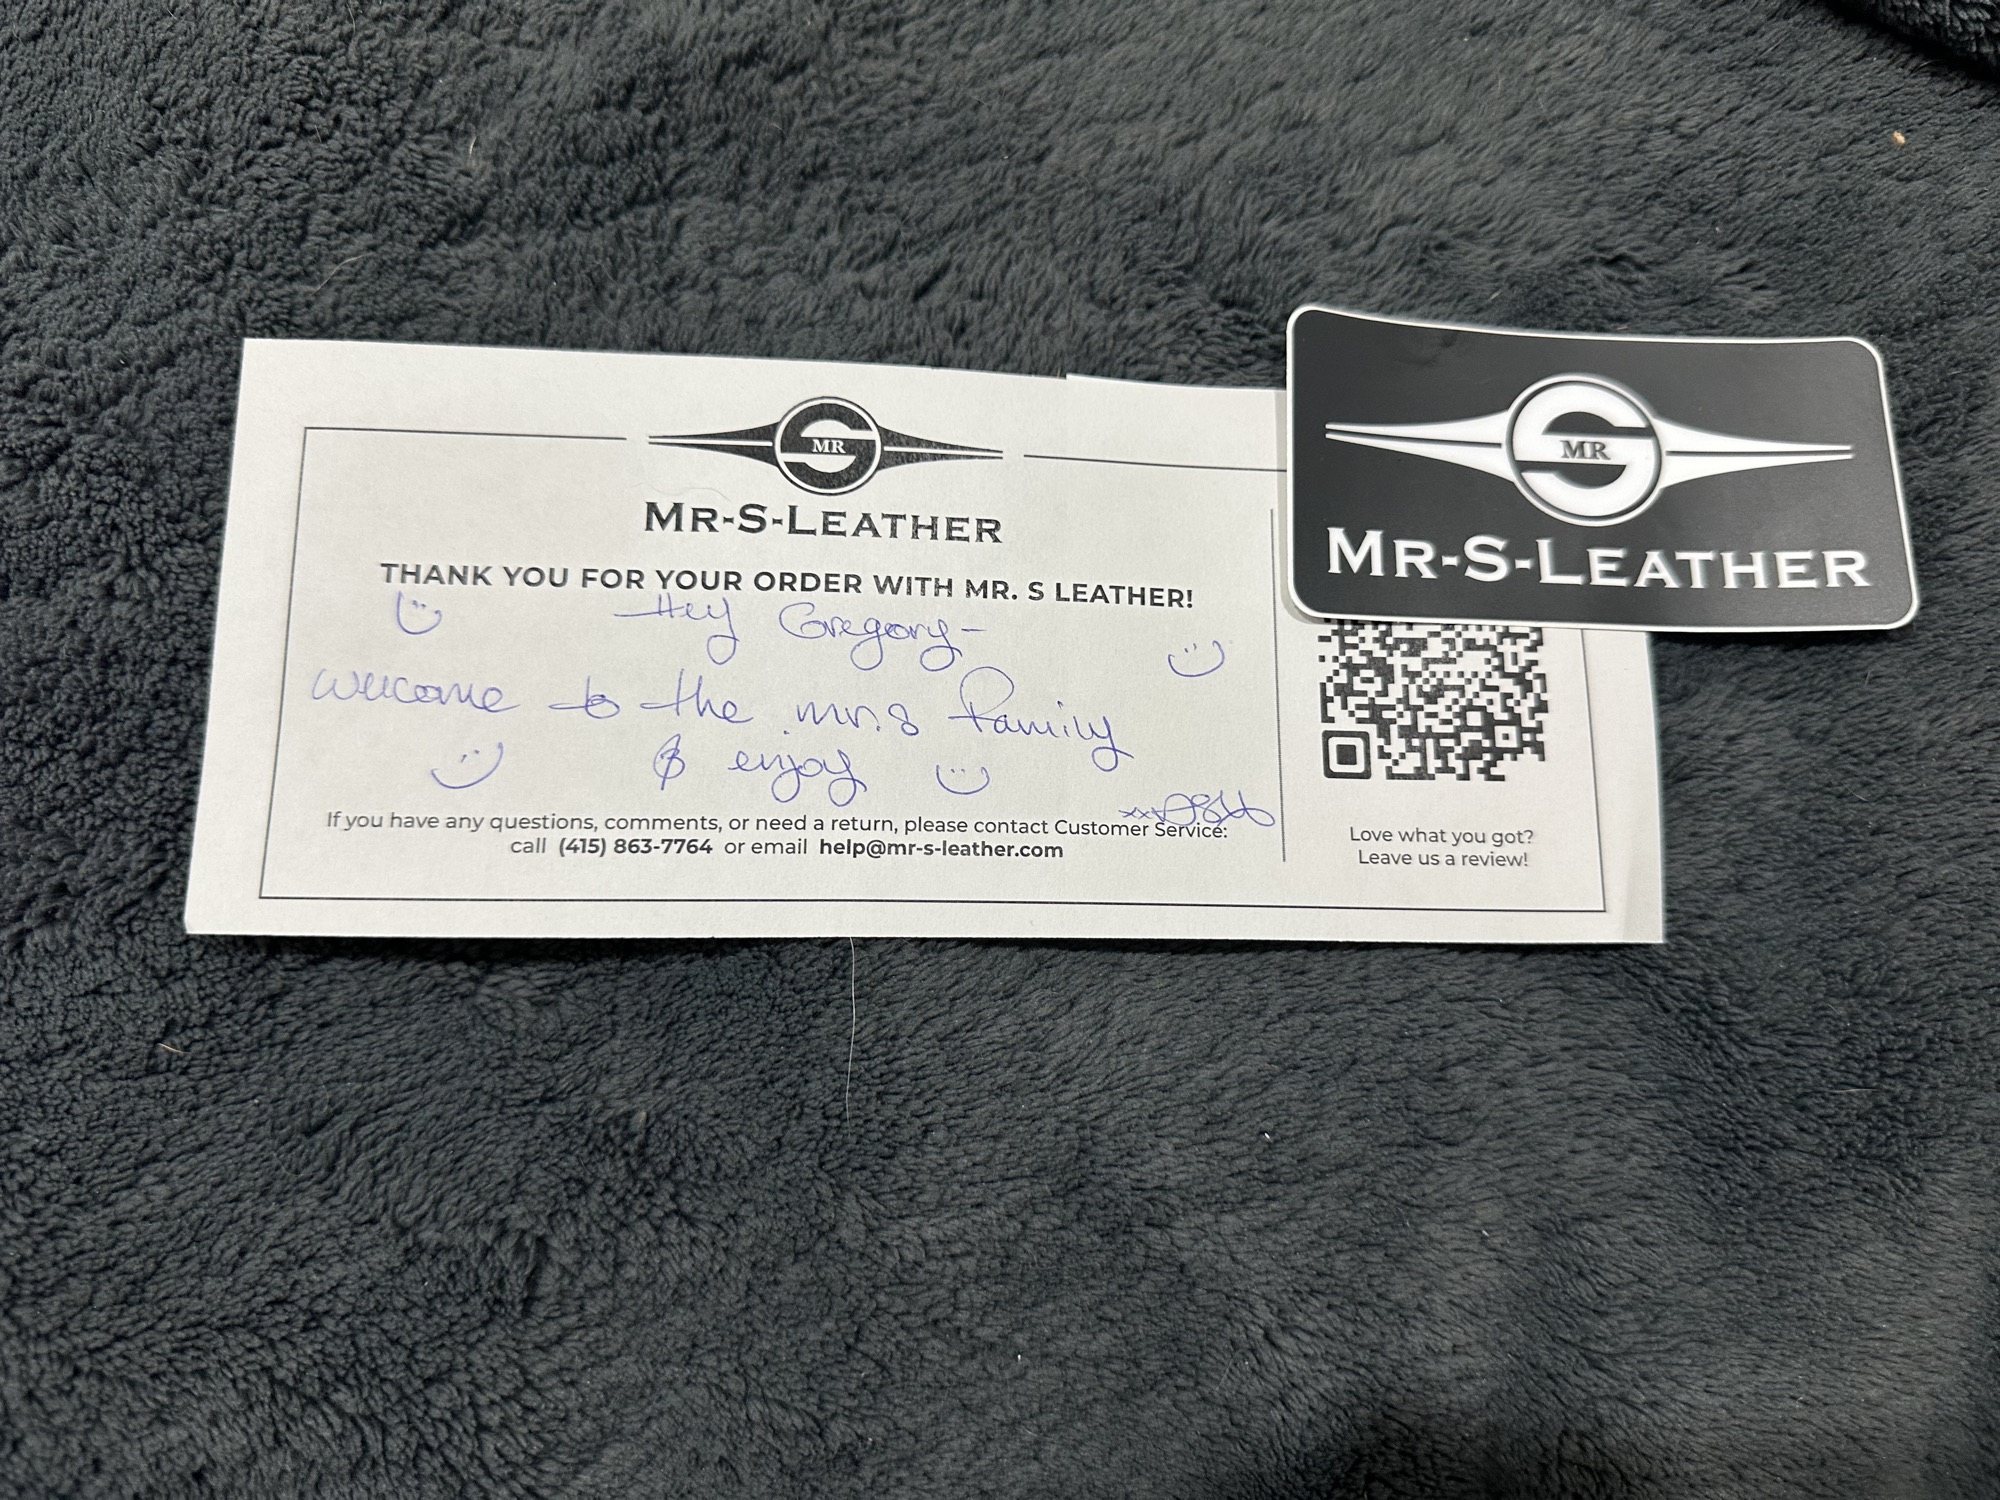 MR
MR-S-LEATHER
THANK YOU FOR YOUR ORDER WITH MR. S LEATHER!
Hey Gregory-
welcome to the mr.s Family
& enjoy
xxx
If you have any questions, comments, or need a return, please contact Customer Service:
call (415) 863-7764 or email help@mr-s-leather.com
MR
MR-S-LEATHER
Love what you got?
Leave us a review!